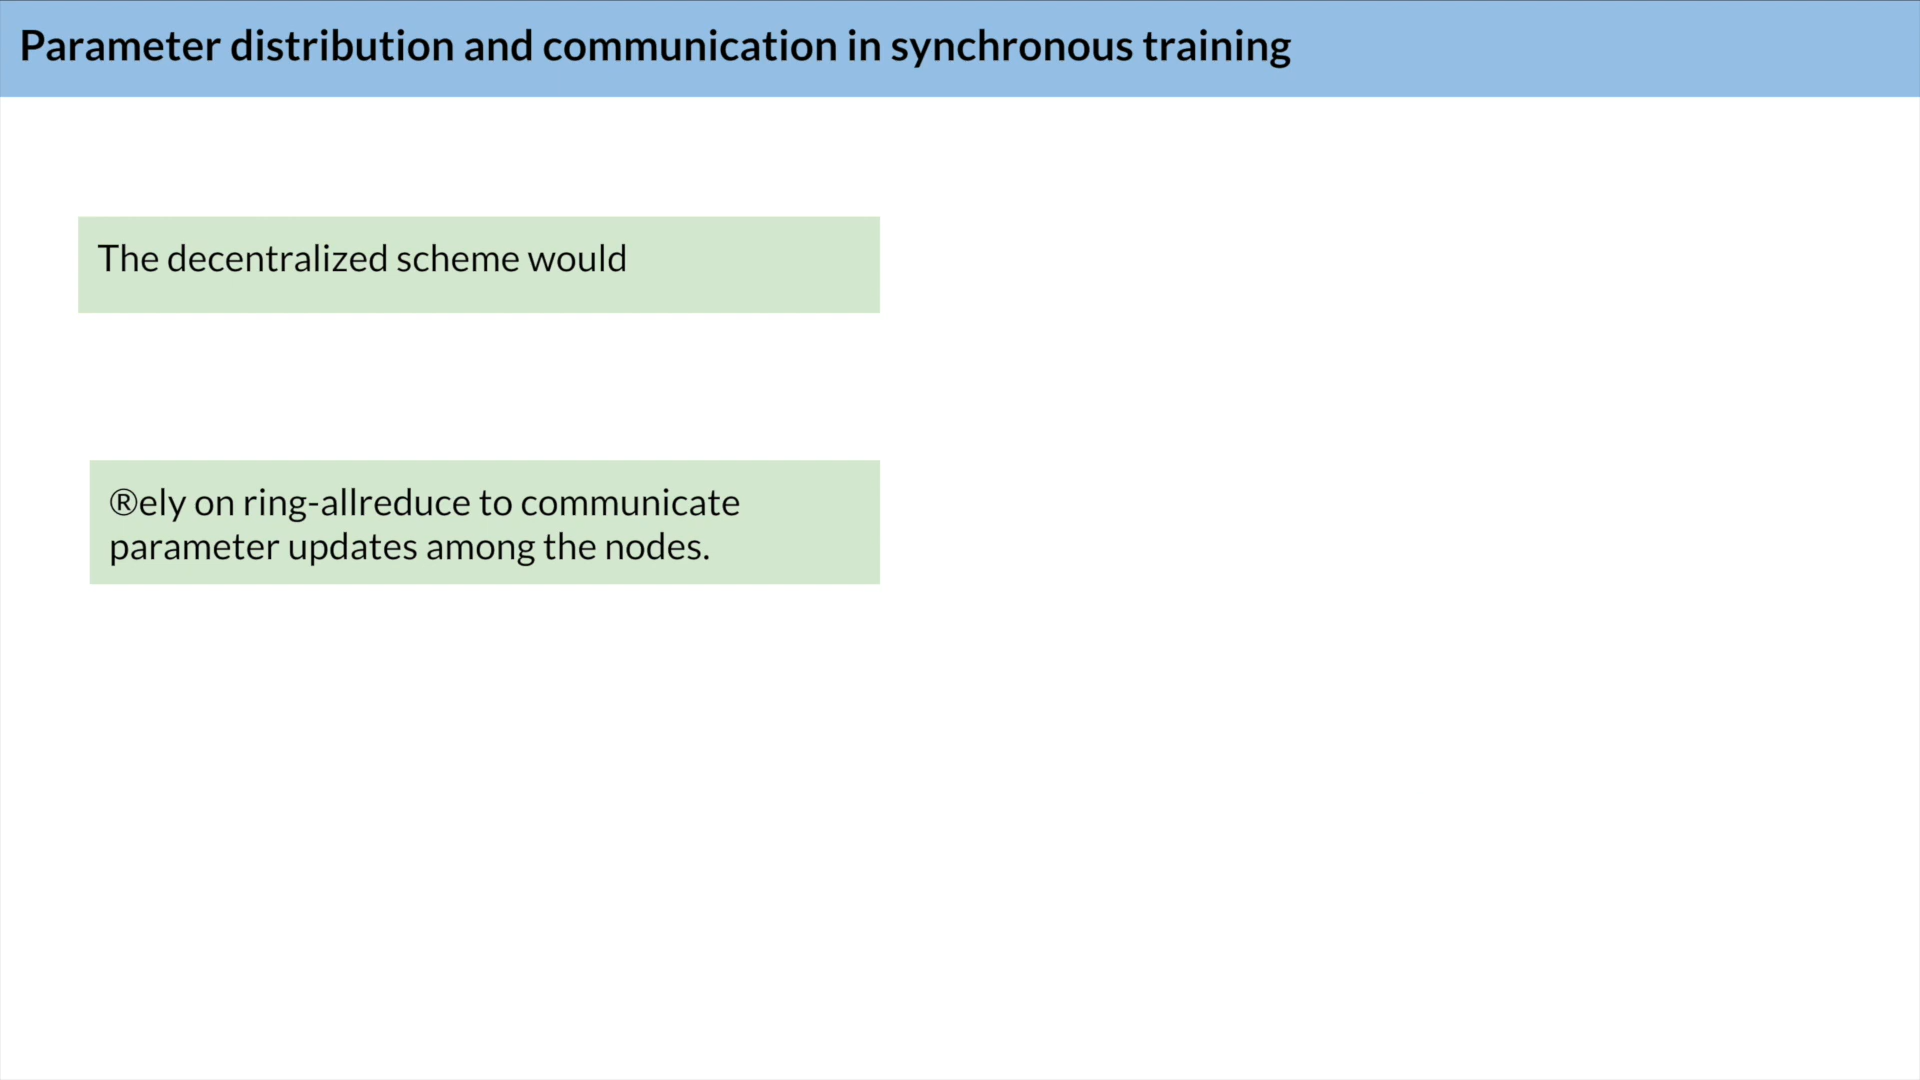 Parameter distribution and communication in synchronous training
The decentralized scheme would
®ely on ring-allreduce to communicate
parameter updates among the nodes.